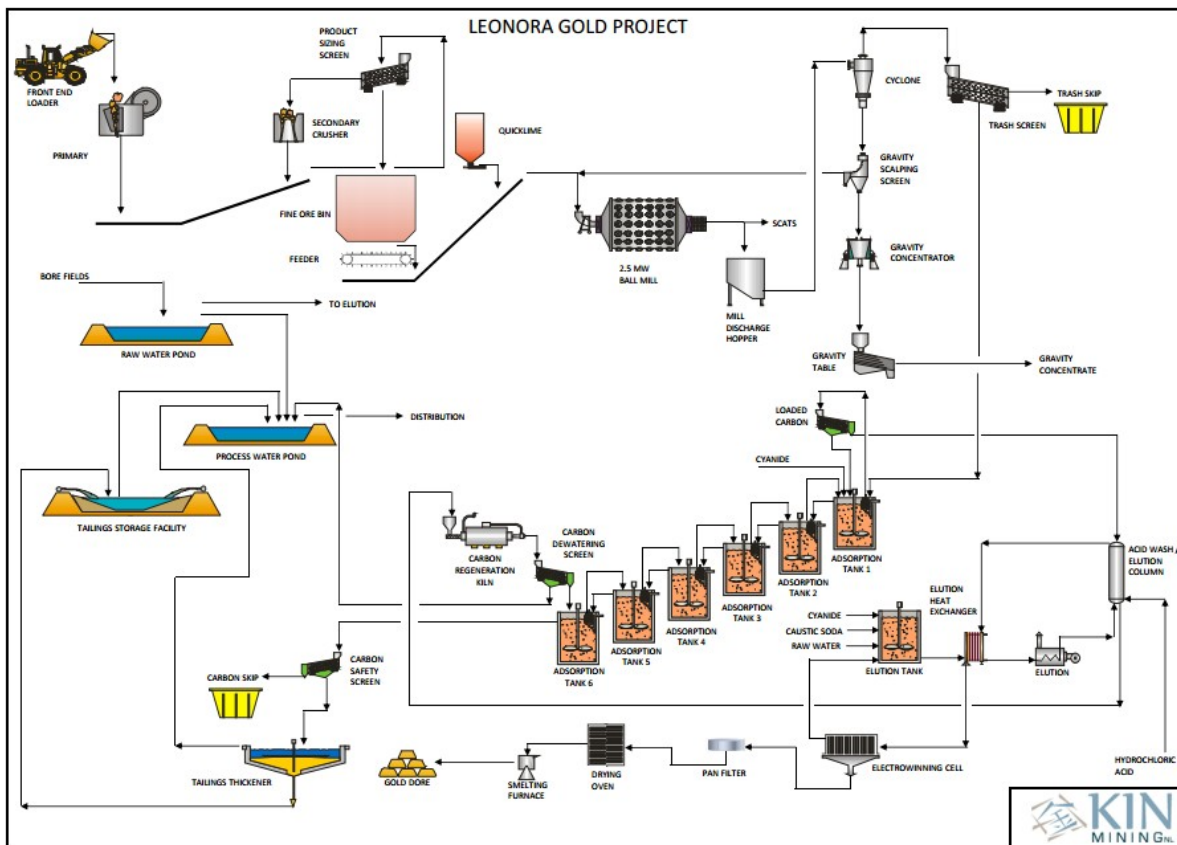 LEONORA GOLD PROJECT
FRONT END
LOADER
PRIMARY
PRODUCT
SIZING
SCREEN
SECONDARY
CRUSHER
QUICKLIME
FINE ORE BIN
FEEDER
2.5 MW
BALL MILL
SCATS
MILL
DISCHARGE
HOPPER
CYCLONE
TRASH SCREEN
TRASH SKIP
GRAVITY
SCALPING
SCREEN
GRAVITY
CONCENTRATOR
GRAVITY
TABLE
GRAVITY
CONCENTRATE
BORE FIELDS
TO ELUTION
RAW WATER POND
DISTRIBUTION
PROCESS WATER POND
TAILINGS STORAGE FACILITY
LOADED
CARBON
CYANIDE
CARBON
REGENERATION
KILN
CARBON
DEWATERING
SCREEN
ADSORPTION
TANK 1
ADSORPTION
TANK 2
ADSORPTION
TANK 3
ADSORPTION
TANK 4
ADSORPTION
TANK 5
ADSORPTION
TANK 6
ACID WASH /
ELUTION
COLUMN
ELUTION
HEAT
EXCHANGER
CYANIDE
CAUSTIC SODA
RAW WATER
ELUTION TANK
ELUTION
CARBON
SAFETY
SCREEN
CARBON SKIP
TAILINGS THICKENER
GOLD DORE
SMELTING
FURNACE
DRYING
OVEN
PAN FILTER
ELECTROWINNING CELL
HYDROCHLORIC
ACID
KIN
MINING NL